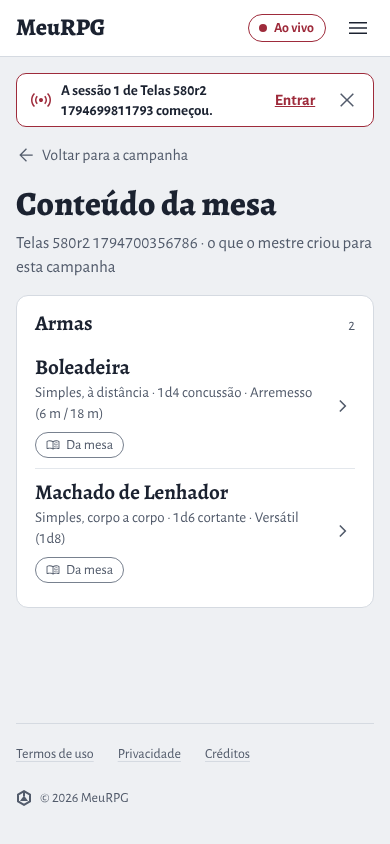 MeuRPG
Ao vivo
A sessão 1 de Telas 580r2
1794699811793 começou.
Entrar
Voltar para a campanha
Conteúdo da mesa
Telas 580r2 1794700356786 · o que o mestre criou para
esta campanha
Armas
2
Boleadeira
Simples, à distância · 1d4 concussão · Arremesso
(6 m / 18 m)
Da mesa
Machado de Lenhador
Simples, corpo a corpo · 1d6 cortante · Versátil
(1d8)
Da mesa
Termos de uso
Privacidade
Créditos
© 2026 MeuRPG